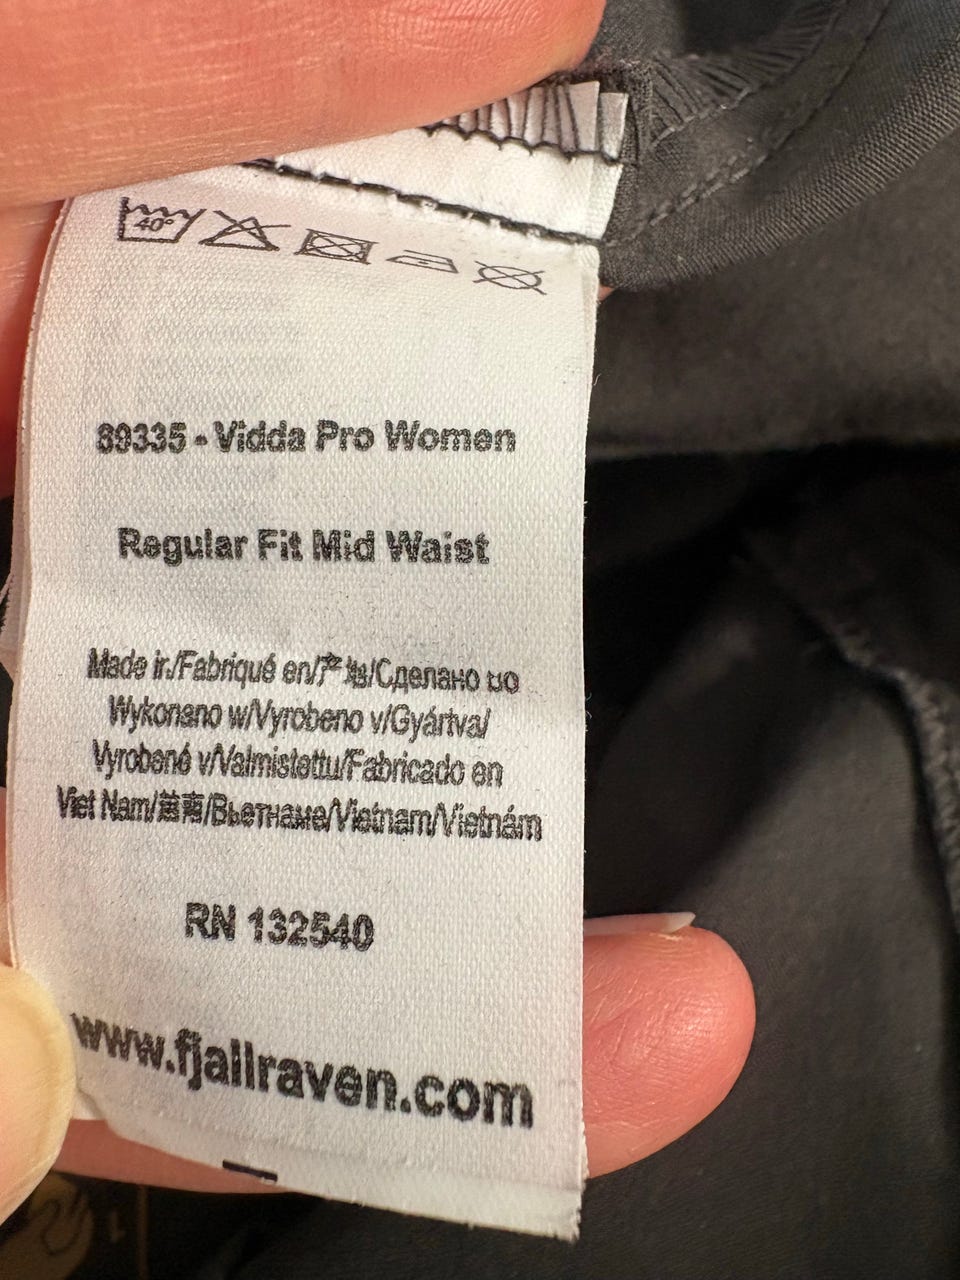 40°
89335 - Vidda Pro Women
Regular Fit Mid Waist
Made in/Fabriqué en/产地/Сделано во
Wykonano w/Vyrobeno v/Gyártva/
Vyrobené v/Valmistettu/Fabricado en
Viet Nam/越南/Вьетнаме/Vietnam/Vietnám
RN 132540
www.fjallraven.com